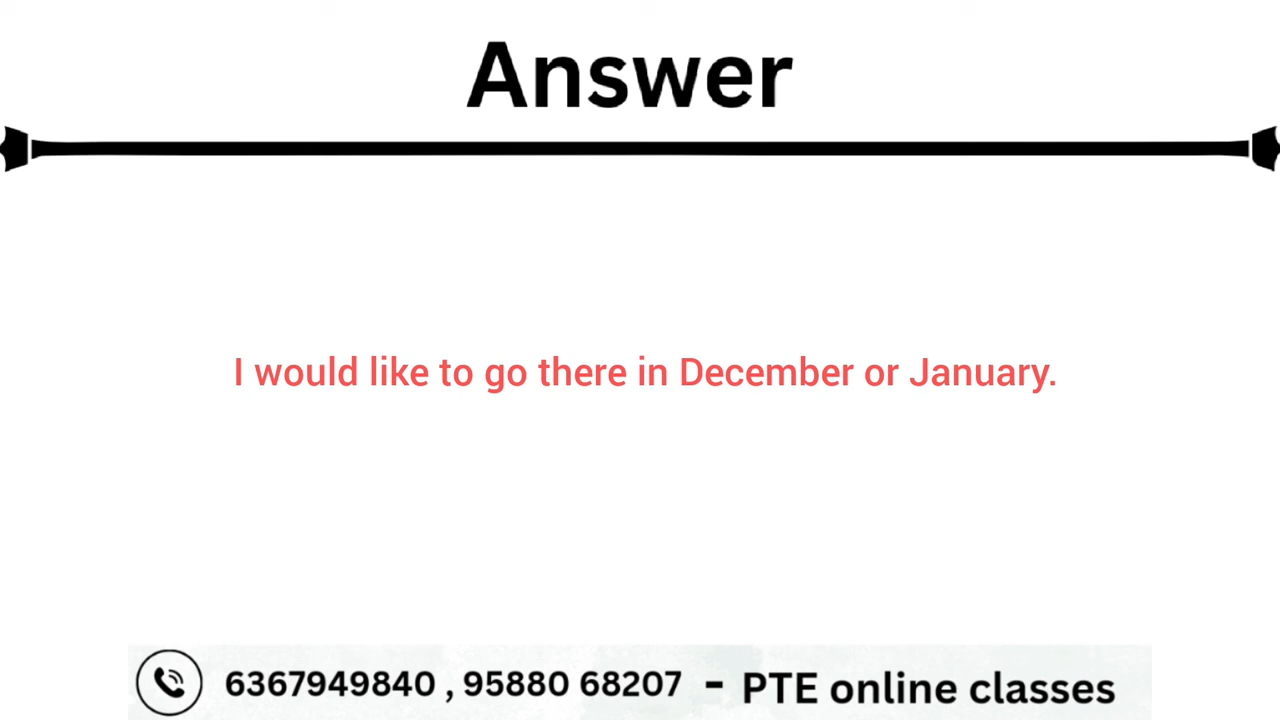 Answer
I would like to go there in December or January.
6367949840 , 95880 68207 - PTE online classes